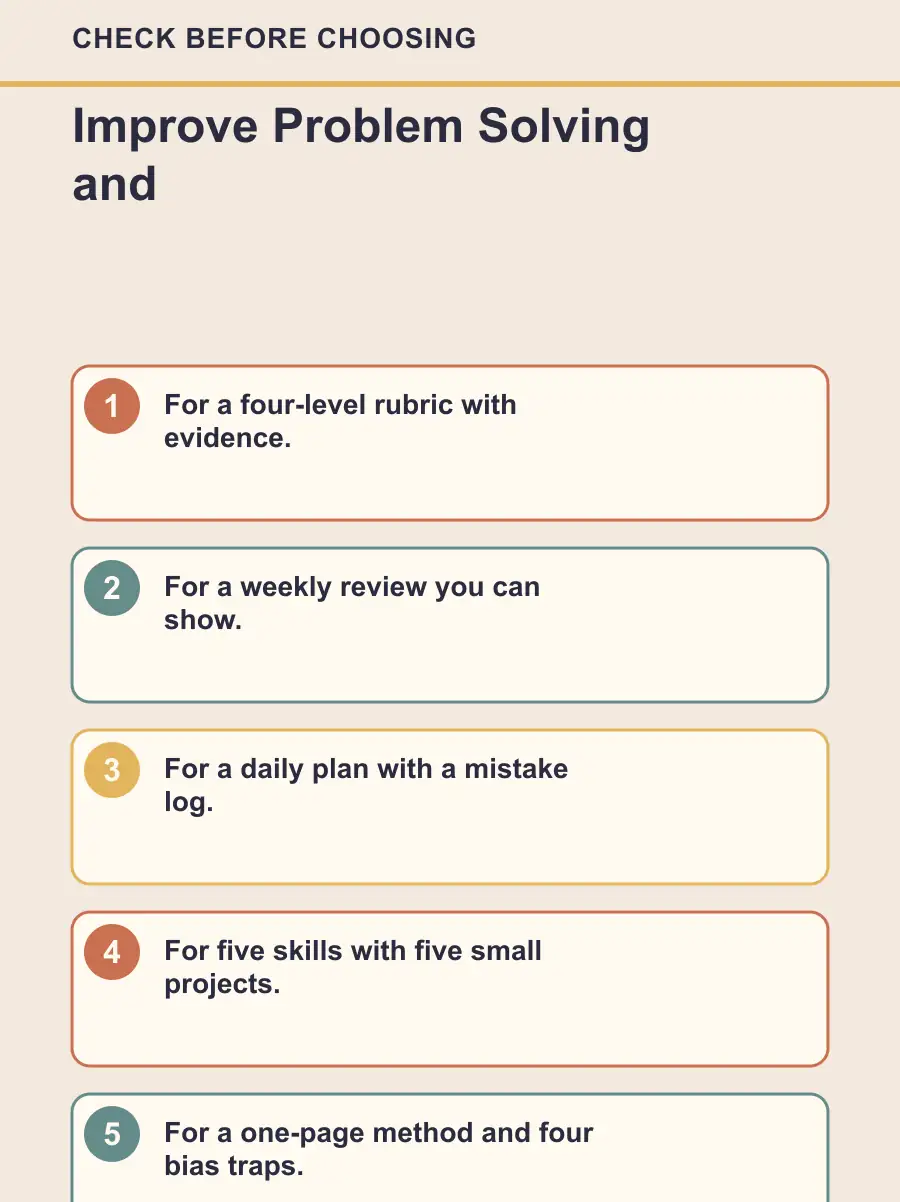 CHECK BEFORE CHOOSING
Improve Problem Solving
and
1
For a four-level rubric with
evidence.
2
For a weekly review you can
show.
3
For a daily plan with a mistake
log.
4
For five skills with five small
projects.
5
For a one-page method and four
bias traps.